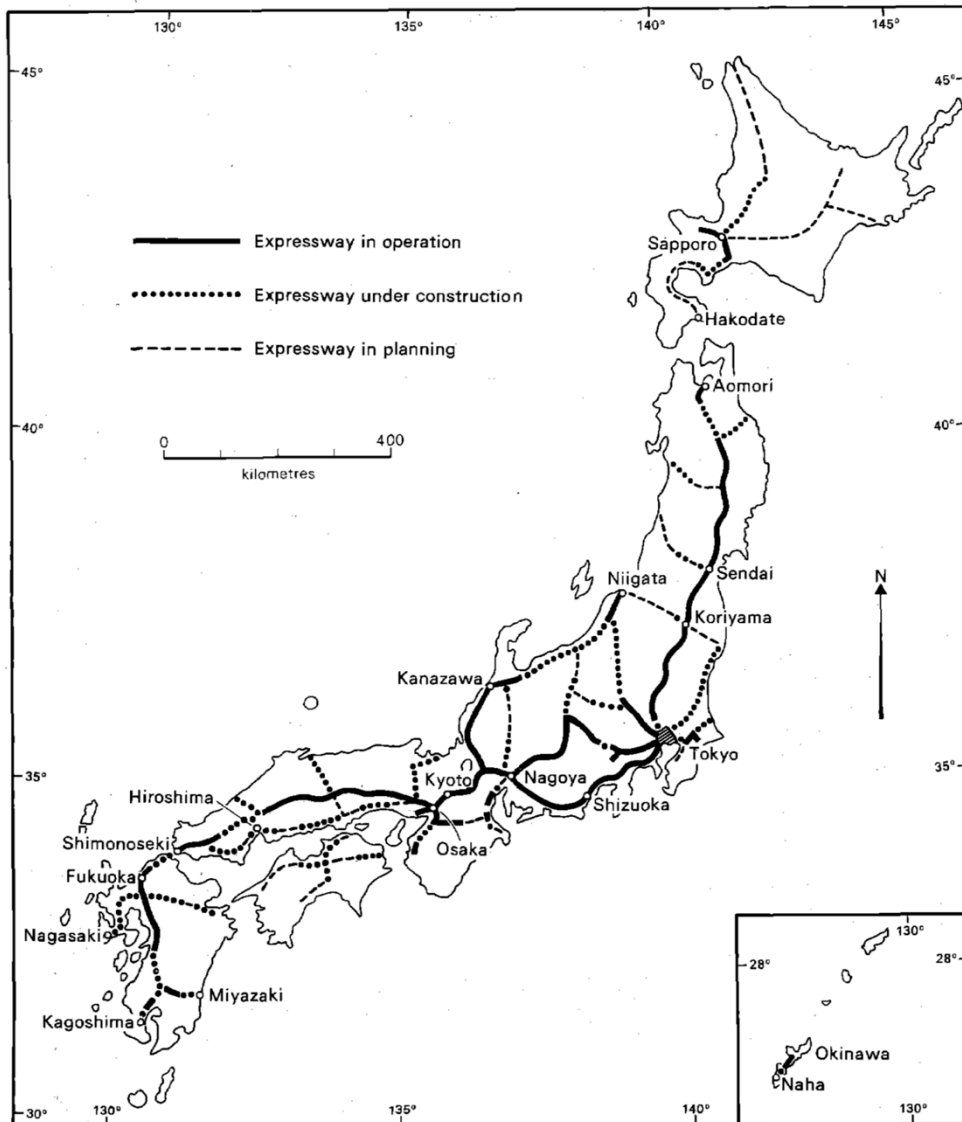 130°
135°
140°
145°
45°
45°
Expressway in operation
Sapporo
Expressway under construction
Hakodate
Expressway in planning
Aomori
0
400
kilometres
40°
40°
Sendai
Niigata
N
Koriyama
Kanazawa
Tokyo
35°
35°
Kyoto
Nagoya
Hiroshima
Shizuoka
Shimonoseki
Osaka
Fukuoka
Nagasaki
130°
28°
28°
Miyazaki
Kagoshima
Okinawa
Naha
30°
130°
135°
140°
130°